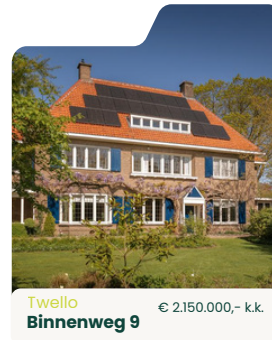 Twello
€ 2.150.000,- k.k.
Binnenweg 9